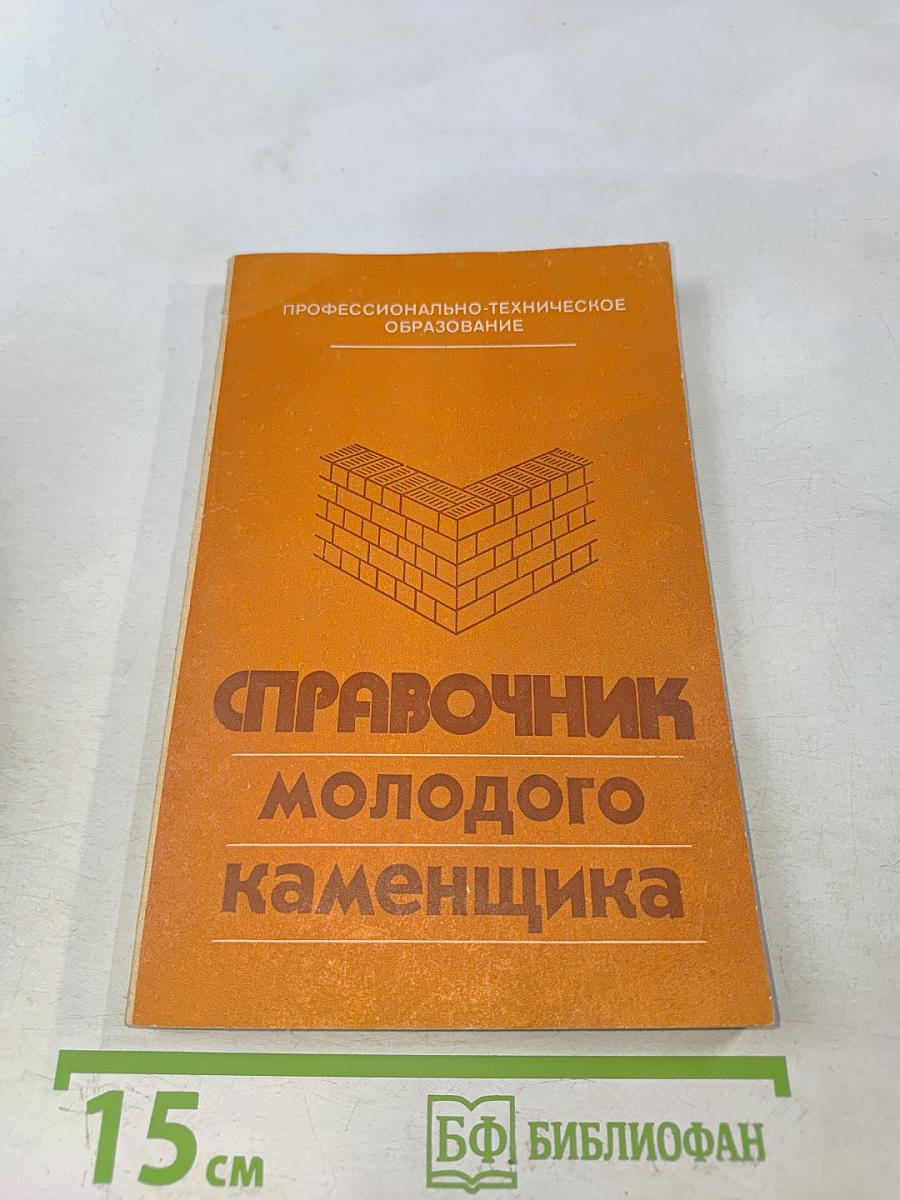 ПРОФЕССИОНАЛЬНО-ТЕХНИЧЕСКОЕ
ОБРАЗОВАНИЕ
СПРАВОЧНИК
МОЛОДОГО
каменщика
15 см
БФ БИБЛИОФАН